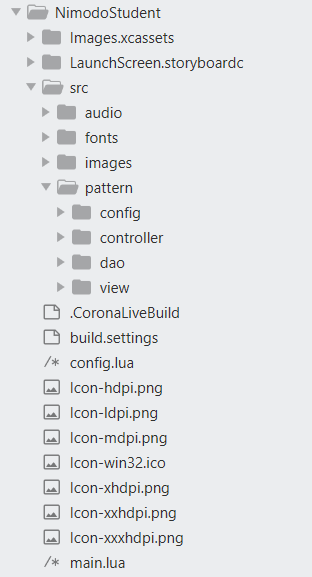 NimodoStudent
Images.xcassets
LaunchScreen.storyboardc
src
audio
fonts
images
pattern
config
controller
dao
view
.CoronaLiveBuild
build.settings
/* config.lua
Icon-hdpi.png
Icon-ldpi.png
Icon-mdpi.png
Icon-win32.ico
Icon-xhdpi.png
Icon-xxhdpi.png
Icon-xxxhdpi.png
/* main.lua